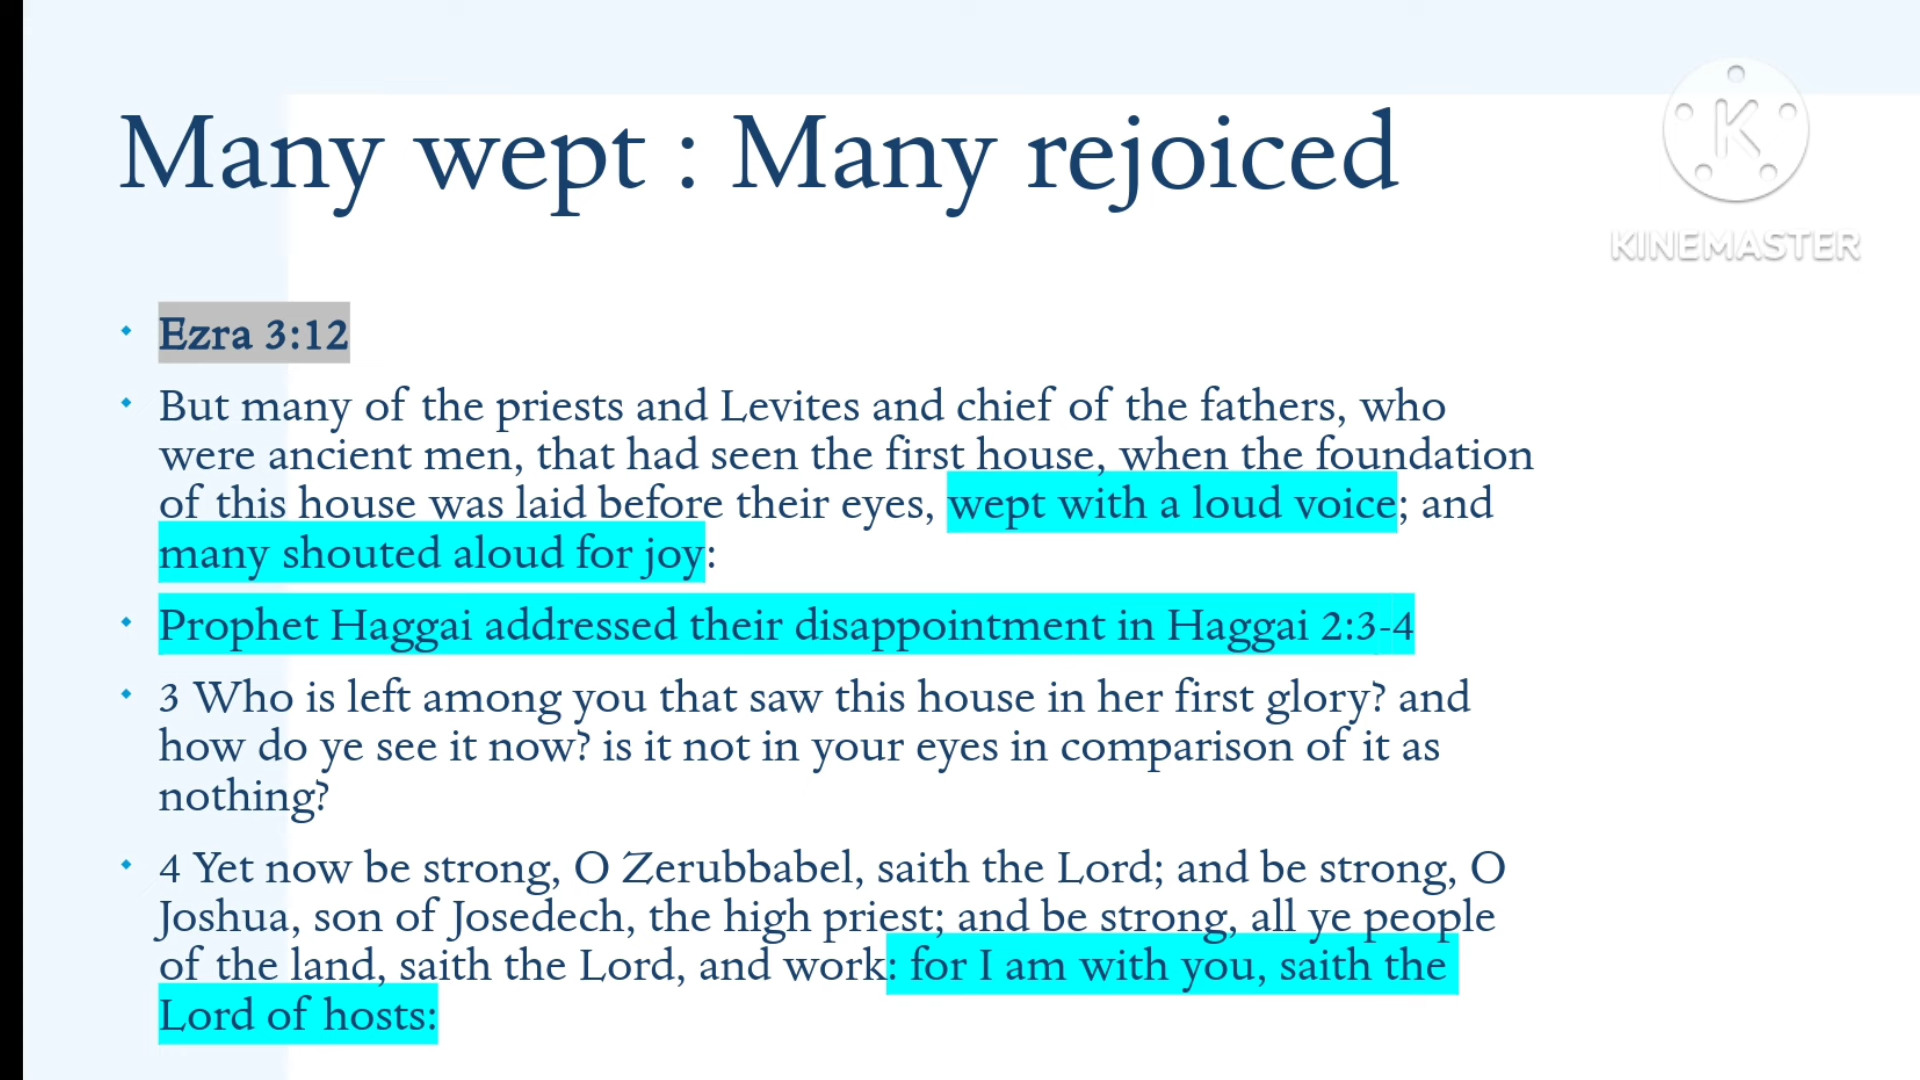 Many wept : Many rejoiced
K
KINEMASTER
Ezra 3:12
But many of the priests and Levites and chief of the fathers, who
were ancient men, that had seen the first house, when the foundation
of this house was laid before their eyes, wept with a loud voice; and
many shouted aloud for joy:
Prophet Haggai addressed their disappointment in Haggai 2:3-4
3 Who is left among you that saw this house in her first glory? and
how do ye see it now? is it not in your eyes in comparison of it as
nothing?
4 Yet now be strong, O Zerubbabel, saith the Lord; and be strong, O
Joshua, son of Josedech, the high priest; and be strong, all ye people
of the land, saith the Lord, and work: for I am with you, saith the
Lord of hosts: